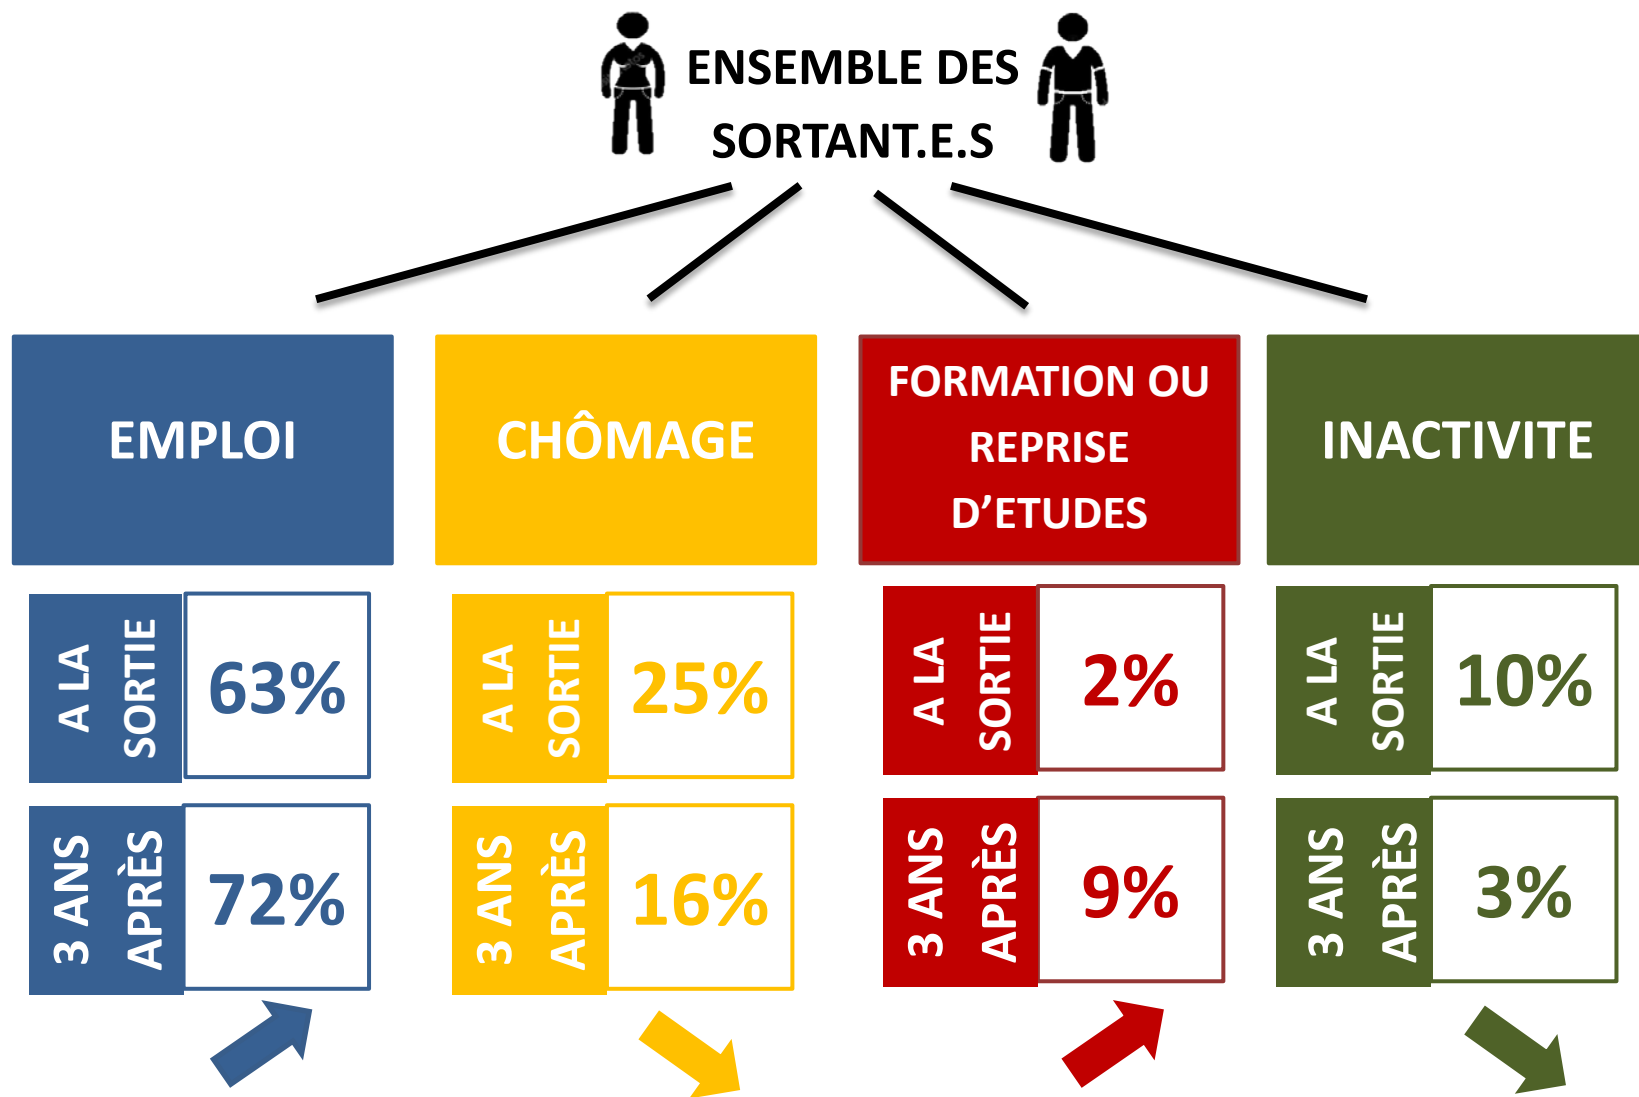 ENSEMBLE DES
SORTANT.E.S
EMPLOI
CHÔMAGE
FORMATION OU
REPRISE
D’ETUDES
INACTIVITE
A LA
SORTIE
63%
A LA
SORTIE
25%
A LA
SORTIE
2%
A LA
SORTIE
10%
3 ANS
APRÈS
72%
3 ANS
APRÈS
16%
3 ANS
APRÈS
9%
3 ANS
APRÈS
3%